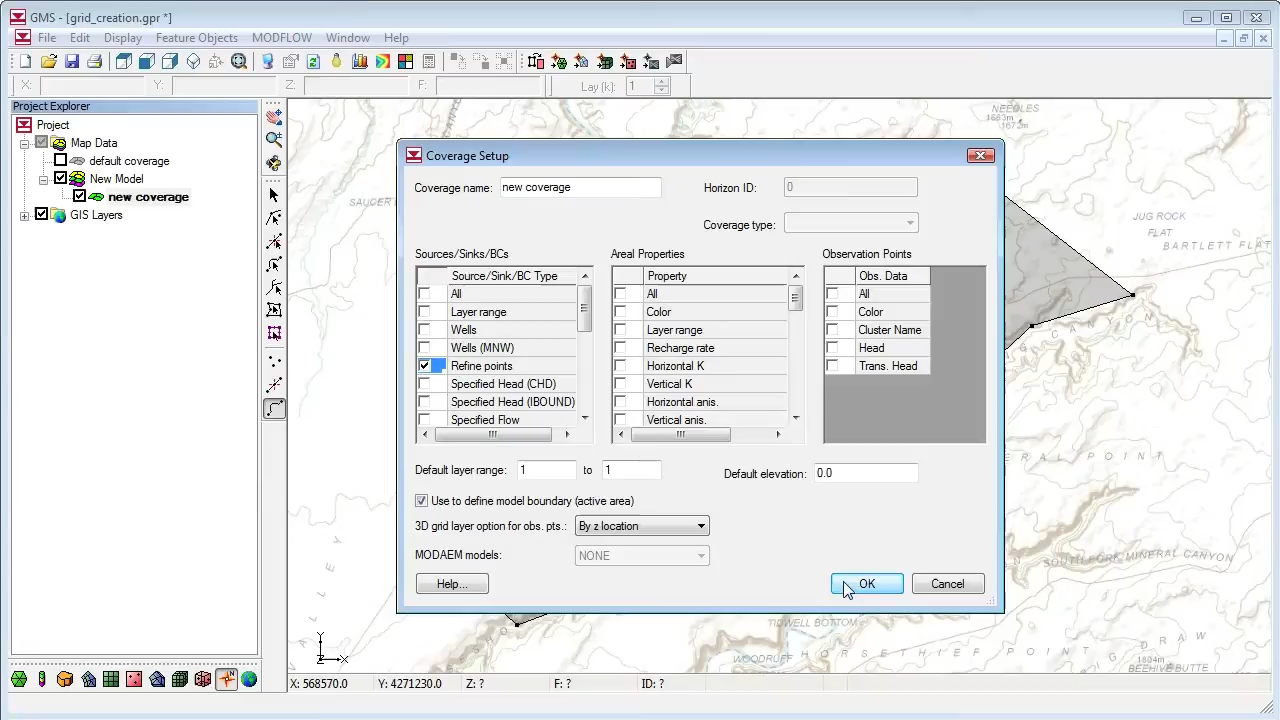 GMS - [grid_creation.gpr *]
File Edit Display Feature Objects MODFLOW Window Help
X: Y: Z: F: Lay (k): 1
Project Explorer
Project
Map Data
default coverage
New Model
new coverage
GIS Layers
NEEDLES
1683m
1672m
JUG ROCK
FLAT
BARTLETT FLAT
CANYON
SOUTH FORK MINERAL CANYON
TIDWELL BOTTOM
WOODRUFF
HORSETHIEF POINT
DRAW
1804m
BEEHIVE BUTTE
VALLEY
Coverage Setup
Coverage name: new coverage
Horizon ID: 0
Coverage type:
Sources/Sinks/BCs
Source/Sink/BC Type
All
Layer range
Wells
Wells (MNW)
Refine points
Specified Head (CHD)
Specified Head (IBOUND)
Specified Flow
Areal Properties
Property
All
Color
Layer range
Recharge rate
Horizontal K
Vertical K
Horizontal anis.
Vertical anis.
Observation Points
Obs. Data
All
Color
Cluster Name
Head
Trans. Head
Default layer range: 1 to 1
Default elevation: 0.0
Use to define model boundary (active area)
3D grid layer option for obs. pts.: By z location
MODAEM models: NONE
Help... OK Cancel
X: 568570.0 Y: 4271230.0 Z: ? F: ? ID: ?